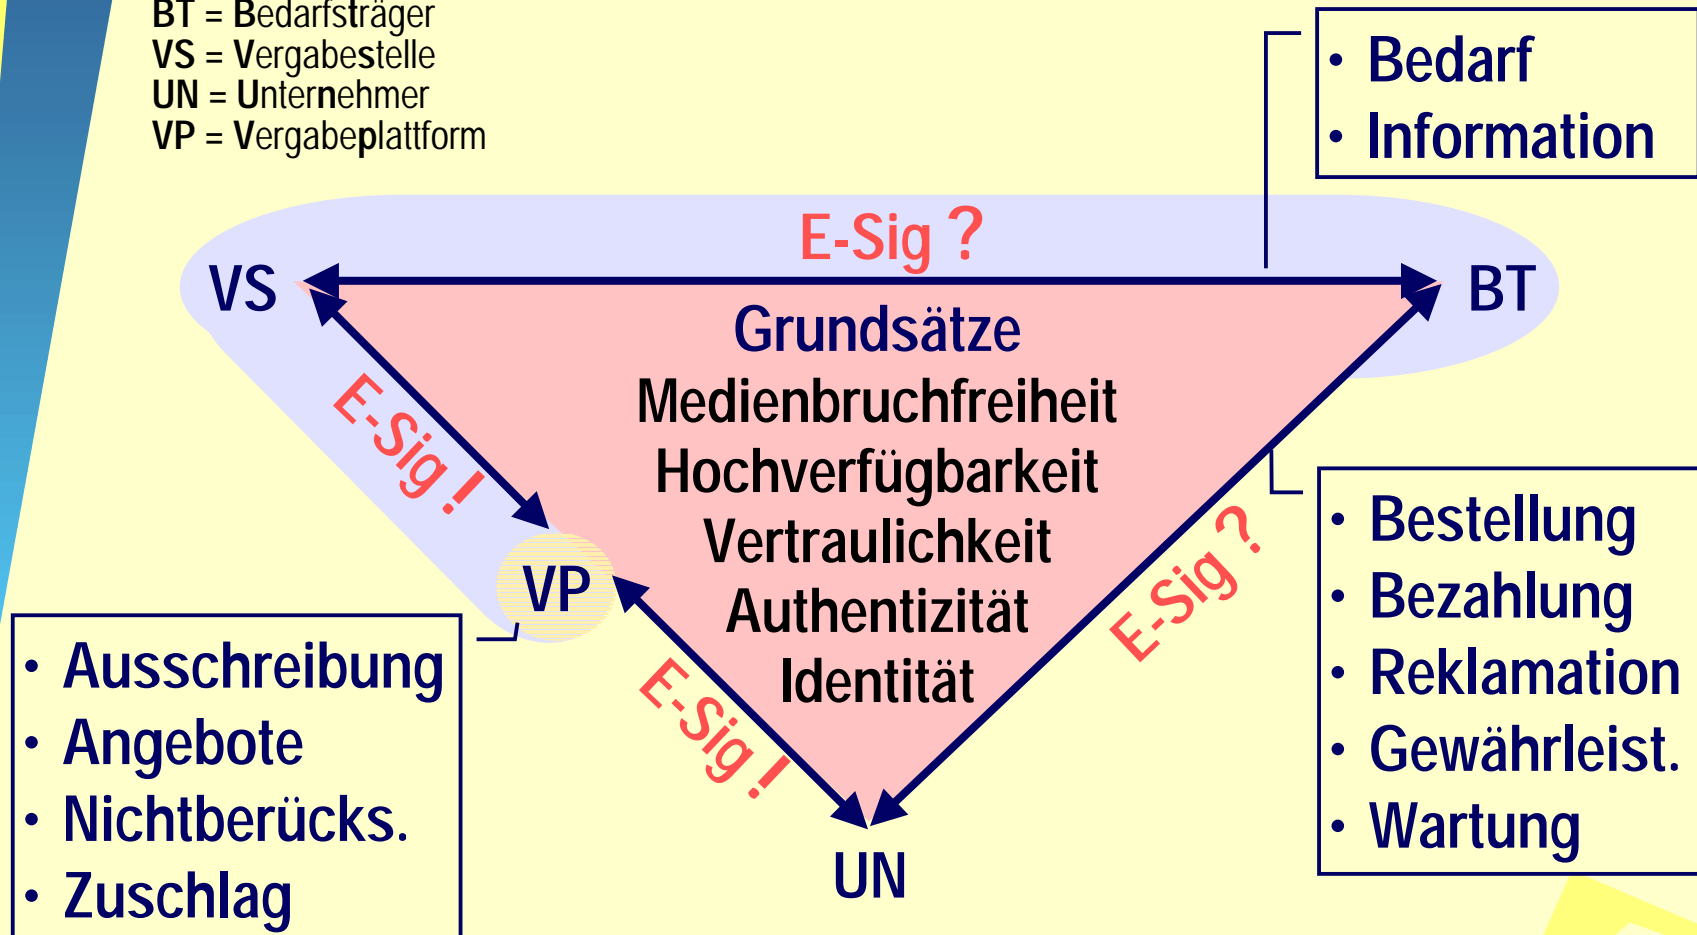 BT = Bedarfsträger
VS = Vergabestelle
UN = Unternehmer
VP = Vergabeplattform
• Bedarf
• Information
E-Sig ?
VS
BT
Grundsätze
Medienbruchfreiheit
Hochverfügbarkeit
Vertraulichkeit
Authentizität
Identität
E-Sig !
VP
E-Sig !
E-Sig ?
UN
• Ausschreibung
• Angebote
• Nichtberücks.
• Zuschlag
• Bestellung
• Bezahlung
• Reklamation
• Gewährleist.
• Wartung